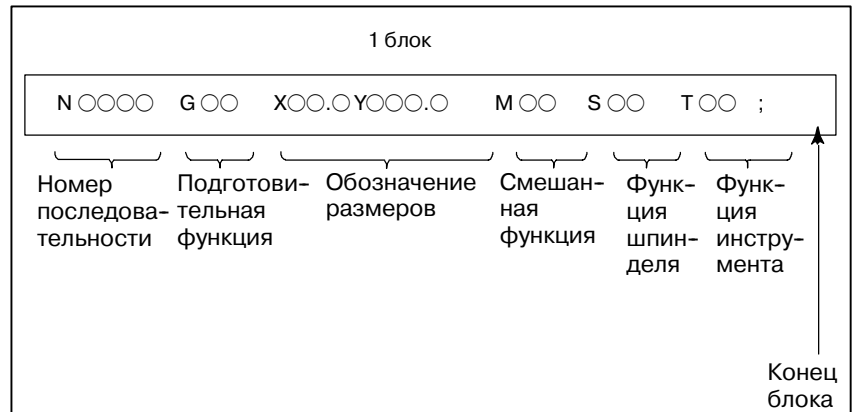 1 блок
N ○○○○ G ○○ X○○.○ Y○○○.○ M ○○ S ○○ T ○○ ;
Номер последова- тельности
Подготови- тельная функция
Обозначение размеров
Смешан- ная функция
Функ- ция шпин- деля
Функ- ция инстру- мента
Конец блока